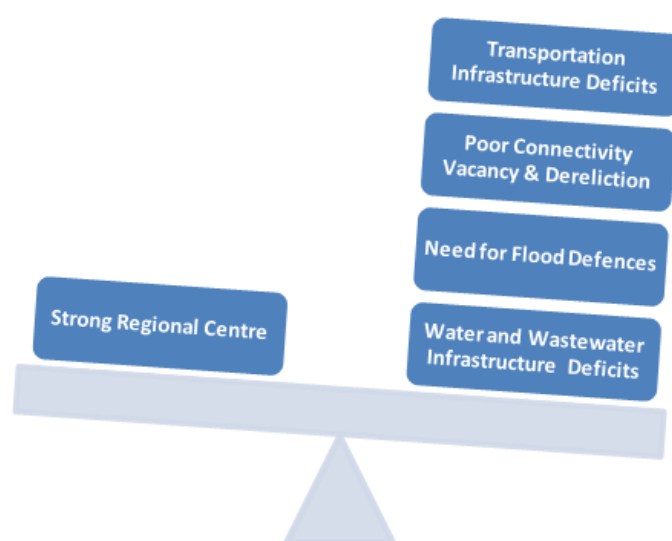 Transportation
Infrastructure Deficits
Poor Connectivity
Vacancy & Dereliction
Need for Flood Defences
Strong Regional Centre
Water and Wastewater
Infrastructure Deficits